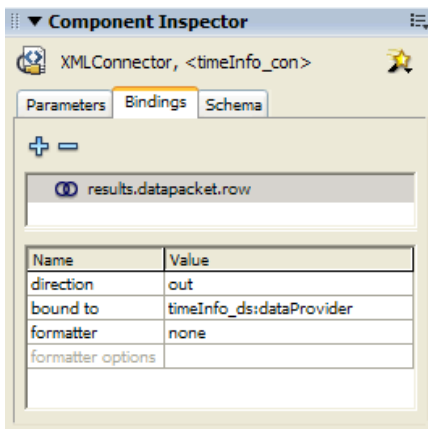 Component Inspector
XMLConnector, <timeInfo_con>
Parameters Bindings Schema
results.datapacket.row
Name Value
direction out
bound to timeInfo_ds:dataProvider
formatter none
formatter options